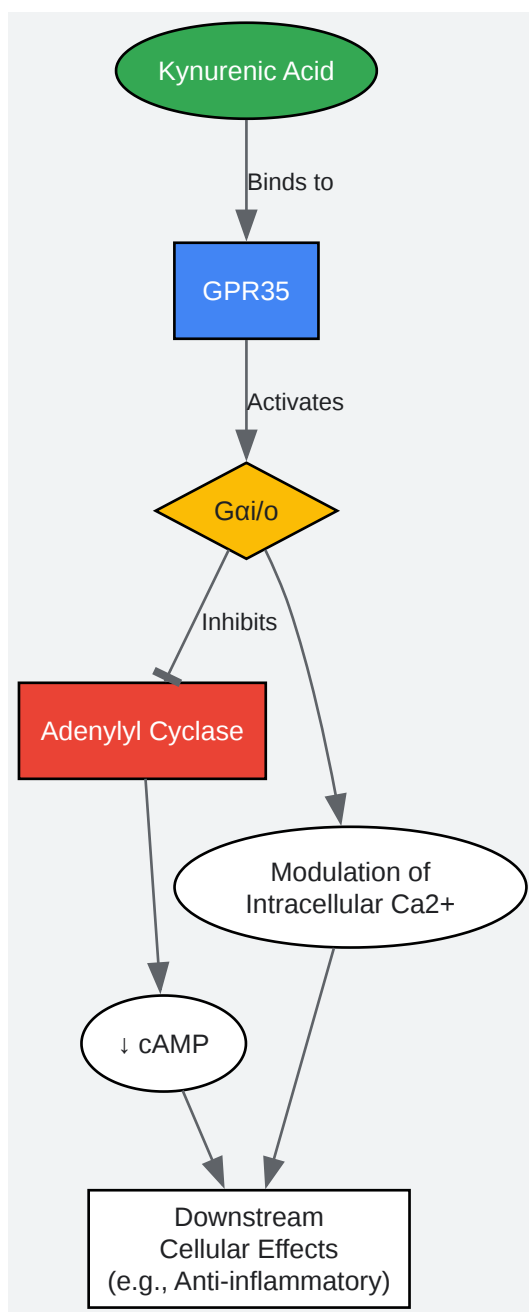 Kynurenic Acid
Binds to
GPR35
Activates
Gαi/o
Inhibits
Adenylyl Cyclase
Modulation of
Intracellular Ca2+
↓ cAMP
Downstream
Cellular Effects
(e.g., Anti-inflammatory)